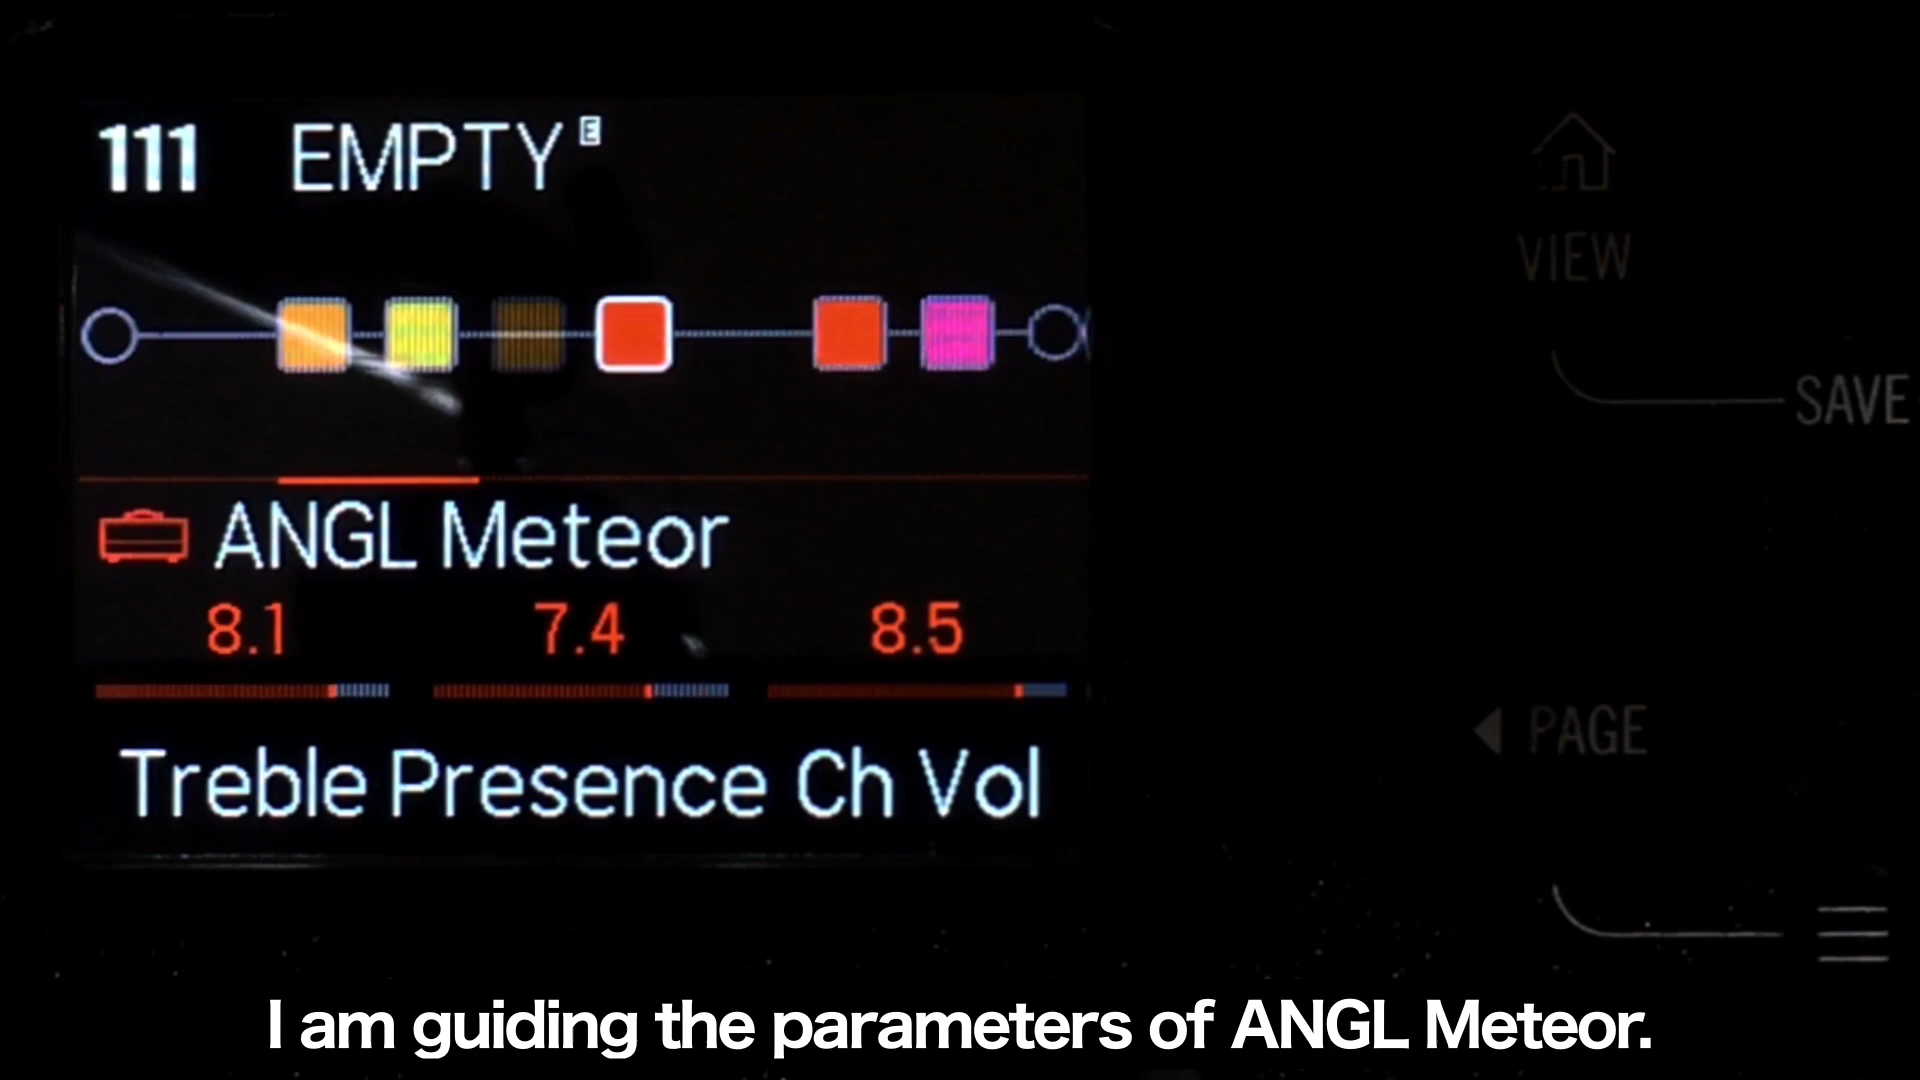 111 EMPTY E
VIEW
SAVE
ANGL Meteor
8.1 7.4 8.5
PAGE
Treble Presence Ch Vol
I am guiding the parameters of ANGL Meteor.